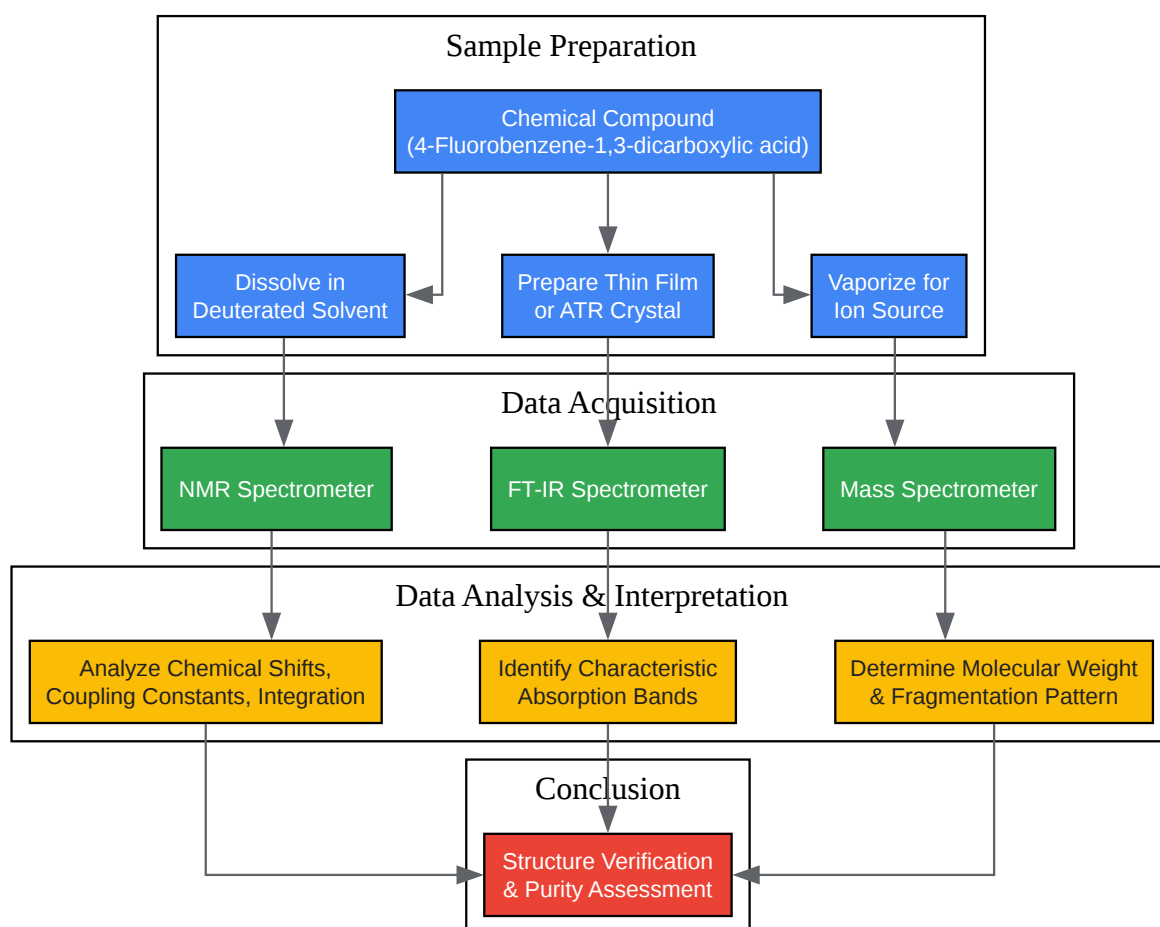 Sample Preparation
Chemical Compound
(4-Fluorobenzene-1,3-dicarboxylic acid)
Dissolve in
Deuterated Solvent
Prepare Thin Film
or ATR Crystal
Vaporize for
Ion Source
Data Acquisition
NMR Spectrometer
FT-IR Spectrometer
Mass Spectrometer
Data Analysis & Interpretation
Analyze Chemical Shifts,
Coupling Constants, Integration
Identify Characteristic
Absorption Bands
Determine Molecular Weight
& Fragmentation Pattern
Conclusion
Structure Verification
& Purity Assessment